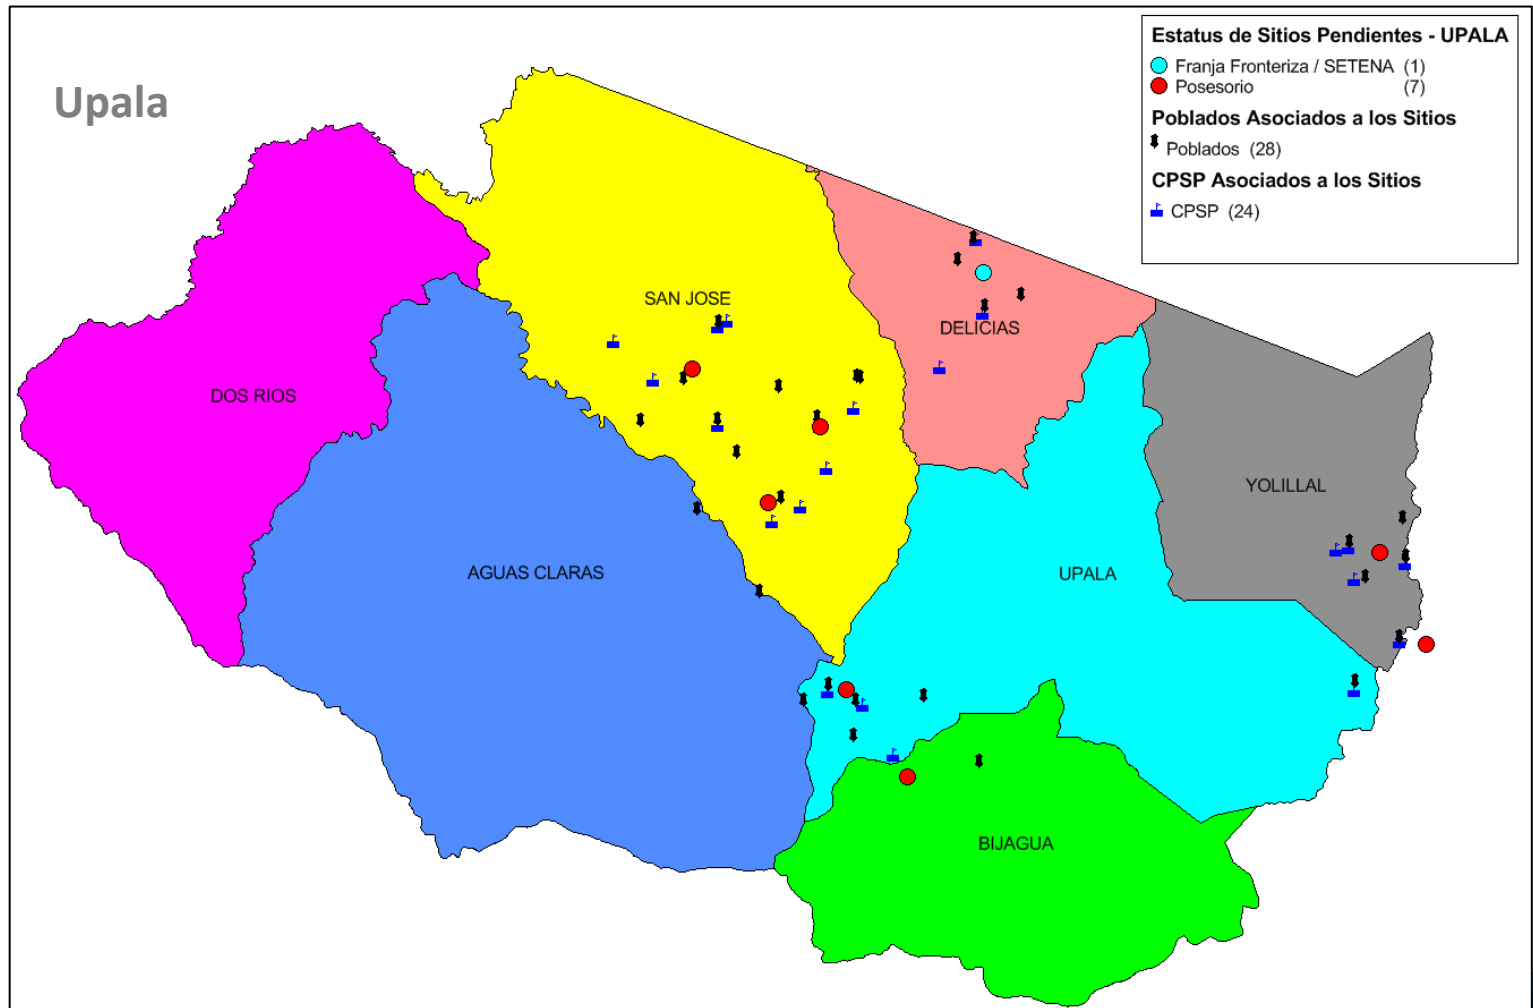 Upala
Estatus de Sitios Pendientes - UPALA
Franja Fronteriza / SETENA (1)
Posesorio (7)
Poblados Asociados a los Sitios
Poblados (28)
CPSP Asociados a los Sitios
CPSP (24)
SAN JOSE
DELICIAS
DOS RIOS
YOLILLAL
AGUAS CLARAS
UPALA
BIJAGUA